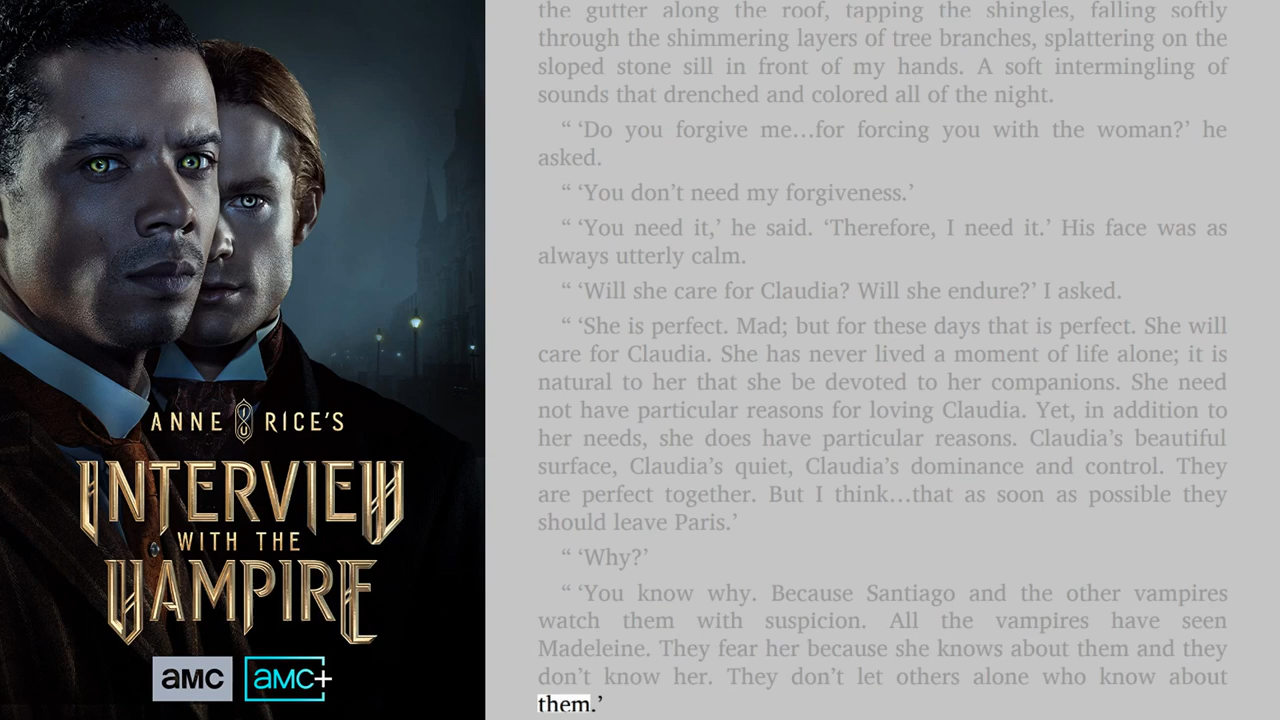 ANNE RICE'S
INTERVIEW
WITH THE
VAMPIRE
amc
amc+
the gutter along the roof, tapping the shingles, falling softly
through the shimmering layers of tree branches, splattering on the
sloped stone sill in front of my hands. A soft intermingling of
sounds that drenched and colored all of the night.
“ ‘Do you forgive me…for forcing you with the woman?’ he
asked.
“ ‘You don’t need my forgiveness.’
“ ‘You need it,’ he said. ‘Therefore, I need it.’ His face was as
always utterly calm.
“ ‘Will she care for Claudia? Will she endure?’ I asked.
“ ‘She is perfect. Mad; but for these days that is perfect. She will
care for Claudia. She has never lived a moment of life alone; it is
natural to her that she be devoted to her companions. She need
not have particular reasons for loving Claudia. Yet, in addition to
her needs, she does have particular reasons. Claudia’s beautiful
surface, Claudia’s quiet, Claudia’s dominance and control. They
are perfect together. But I think…that as soon as possible they
should leave Paris.’
“ ‘Why?’
“ ‘You know why. Because Santiago and the other vampires
watch them with suspicion. All the vampires have seen
Madeleine. They fear her because she knows about them and they
don’t know her. They don’t let others alone who know about
them.’